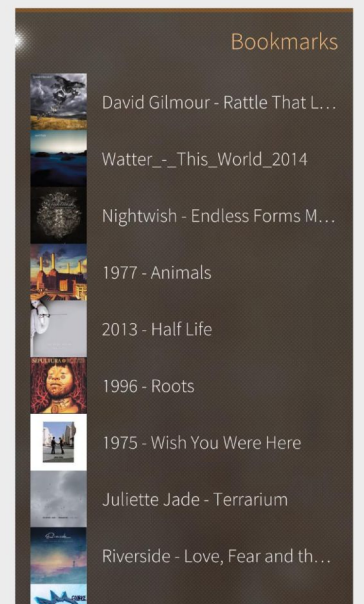 Bookmarks
David Gilmour - Rattle That L...
Watter_-_This_World_2014
Nightwish - Endless Forms M...
1977 - Animals
2013 - Half Life
SEPULTURA
1996 - Roots
1975 - Wish You Were Here
Juliette Jade - Terrarium
Riverside - Love, Fear and th...